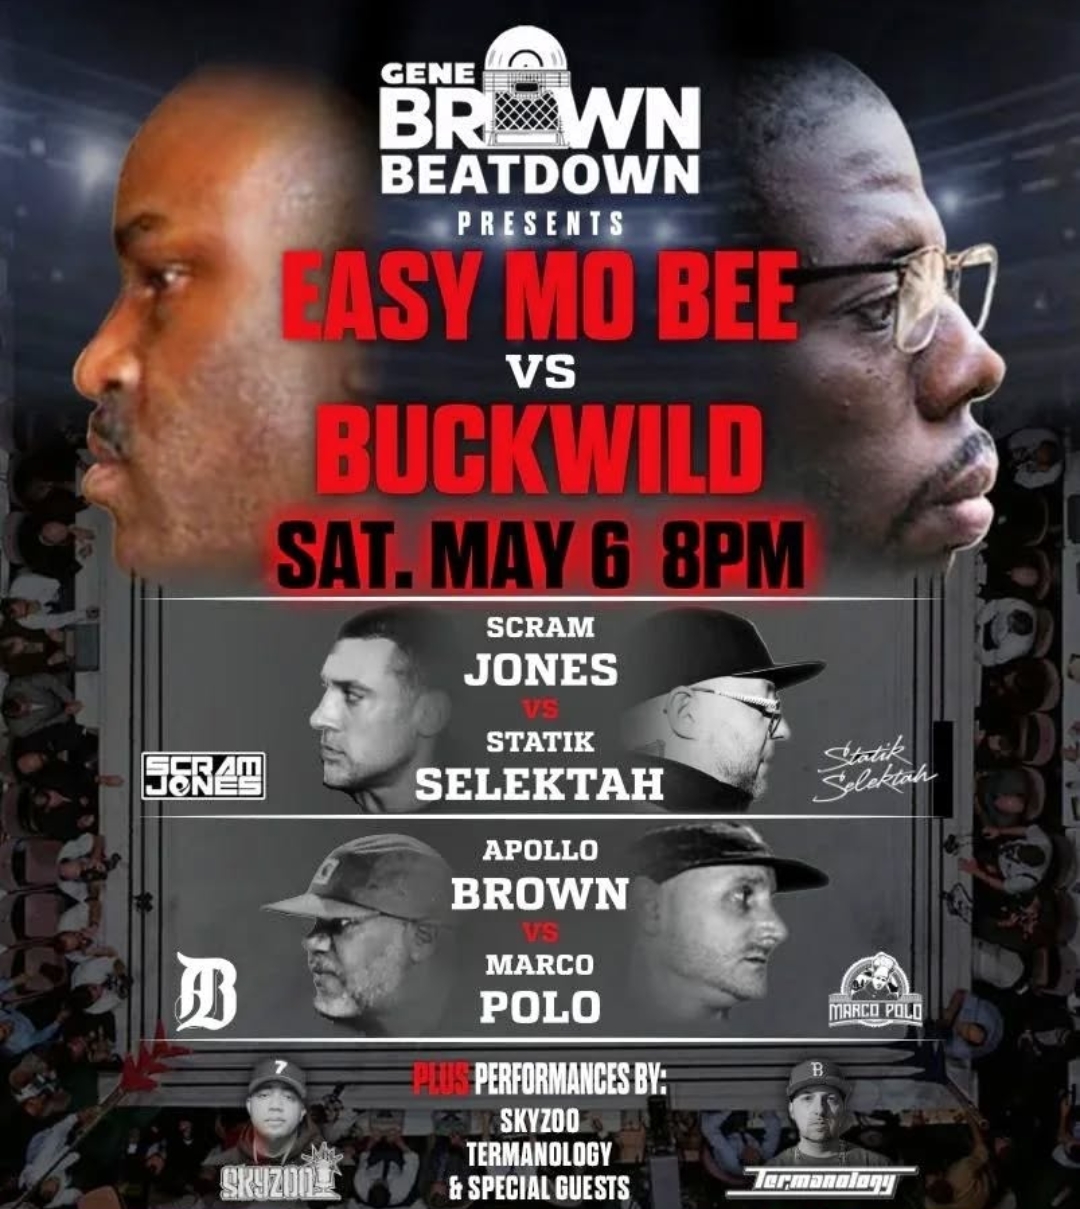 GENE
BROWN
BEATDOWN
PRESENTS
EASY MO BEE
VS
BUCKWILD
SAT. MAY 6 8PM
SCRAM
JONES
VS
STATIK
SELEKTAH
SCRAM
JONES
Statik
Selektah
APOLLO
BROWN
VS
MARCO
POLO
B
MARCO POLO
PLUS PERFORMANCES BY:
SKYZOO
TERMANOLOGY
& SPECIAL GUESTS
7
SKYZOO
B
Termanology